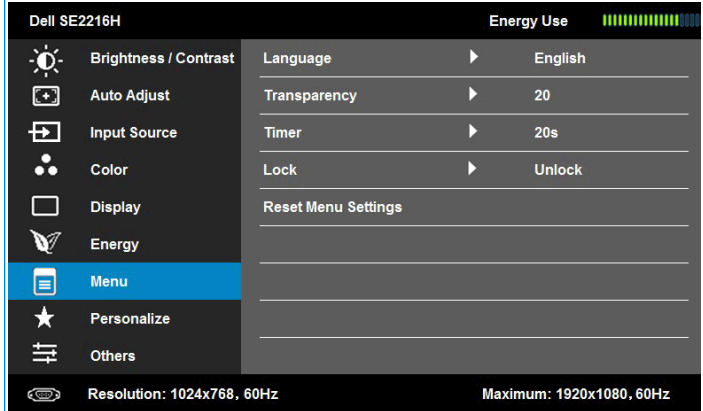 Dell SE2216H Energy Use
Brightness / Contrast Language English
Auto Adjust Transparency 20
Input Source Timer 20s
Color Lock Unlock
Display Reset Menu Settings
Energy
Menu
Personalize
Others
Resolution: 1024x768, 60Hz Maximum: 1920x1080, 60Hz